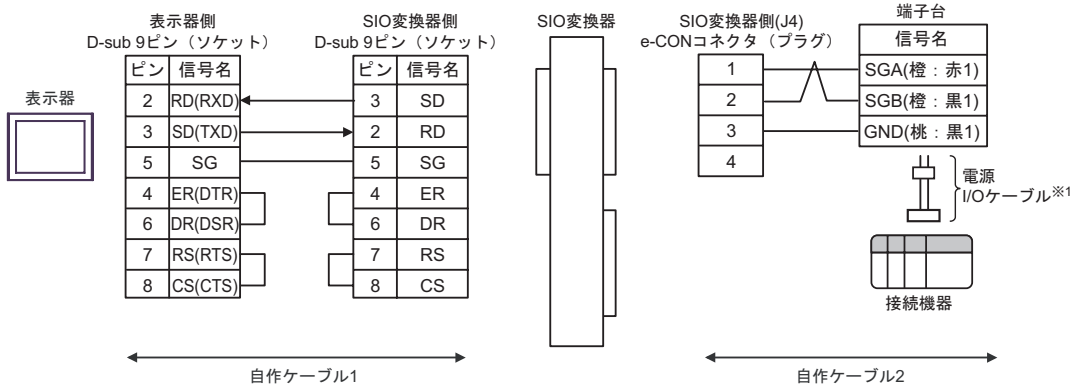 表示器側
D-sub 9ピン（ソケット）
SIO変換器側
D-sub 9ピン（ソケット）
SIO変換器
SIO変換器側(J4)
e-CONコネクタ（プラグ）
端子台
表示器
ピン 信号名
2 RD(RXD)
3 SD(TXD)
5 SG
4 ER(DTR)
6 DR(DSR)
7 RS(RTS)
8 CS(CTS)
ピン 信号名
3 SD
2 RD
5 SG
4 ER
6 DR
7 RS
8 CS
1
2
3
4
信号名
SGA(橙：赤1)
SGB(橙：黒1)
GND(桃：黒1)
電源
I/Oケーブル※1
接続機器
自作ケーブル1
自作ケーブル2